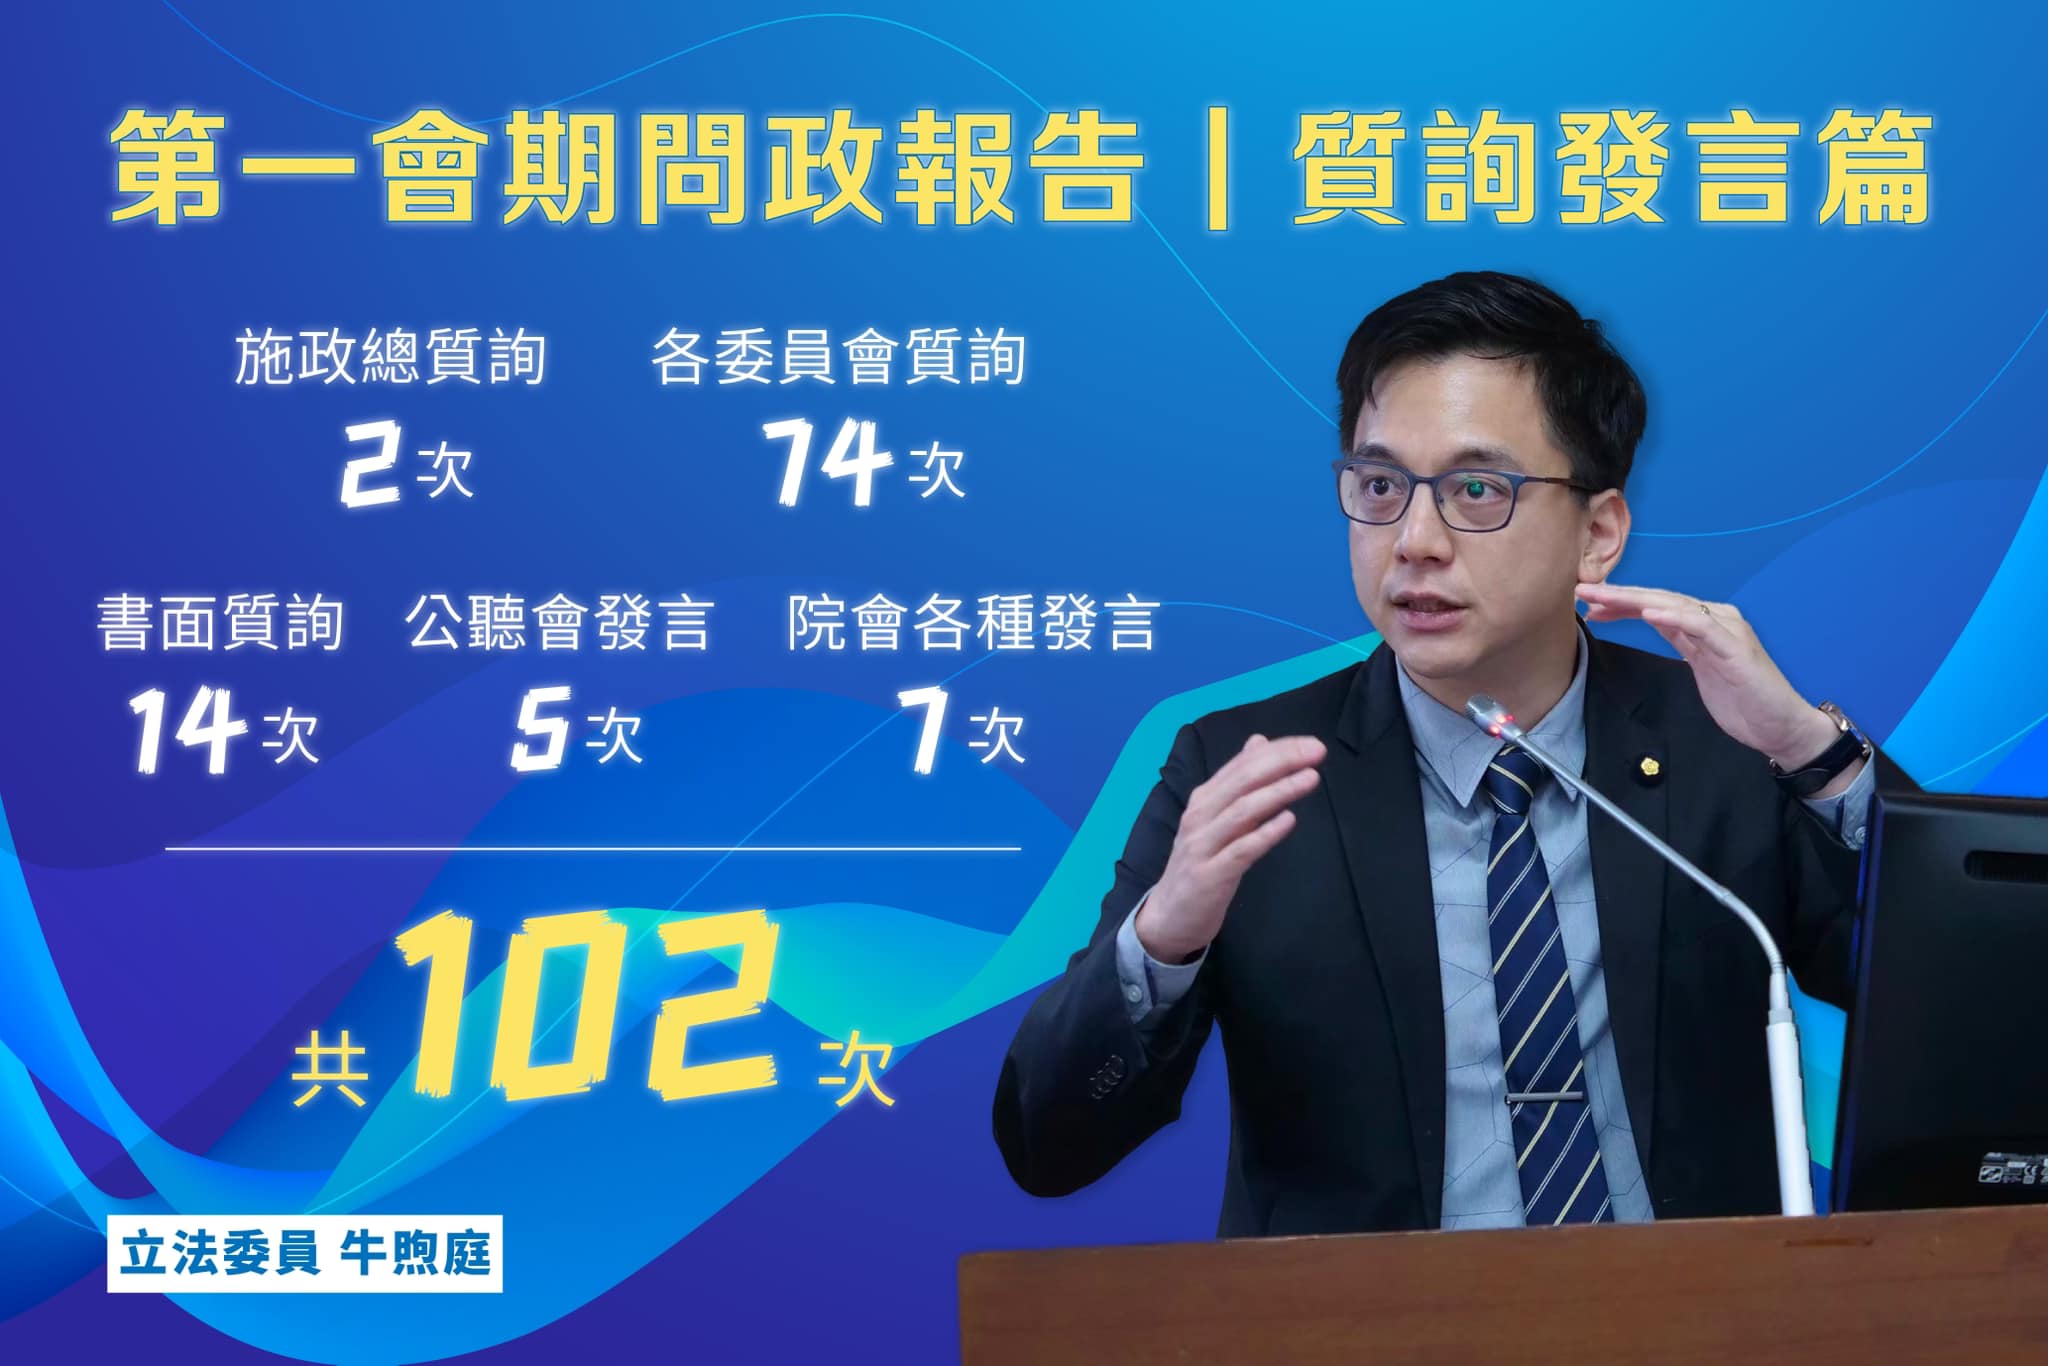 第一會期問政報告｜質詢發言篇
施政總質詢 各委員會質詢
2次 74次
書面質詢 公聽會發言 院會各種發言
14次 5次 7次
共102次
立法委員 牛煦庭